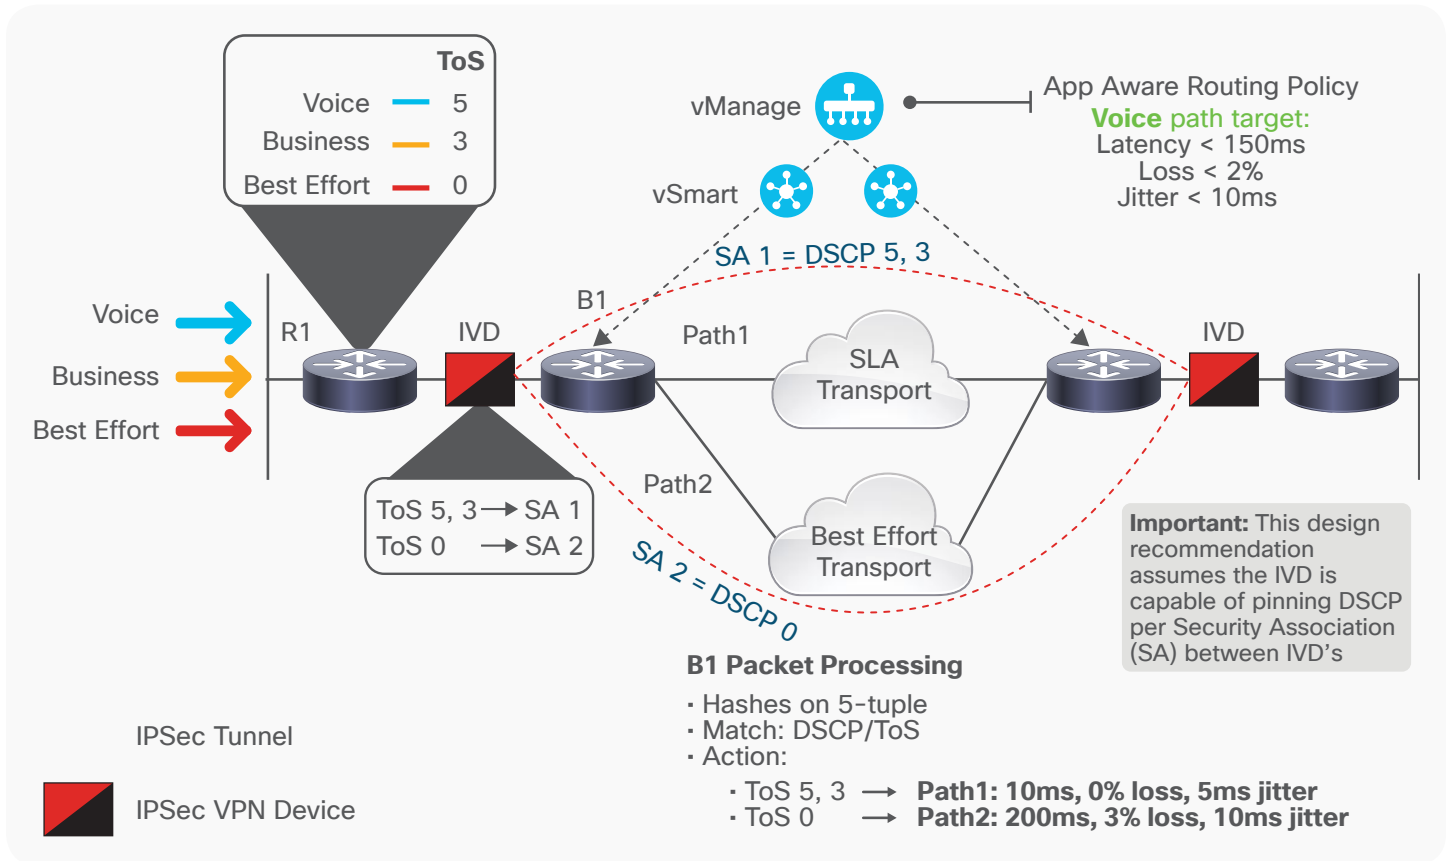 ToS
Voice 5
Business 3
Best Effort 0
vManage
App Aware Routing Policy
Voice path target:
Latency < 150ms
Loss < 2%
Jitter < 10ms
vSmart
SA 1 = DSCP 5, 3
Voice
Business
Best Effort
R1
IVD
B1
Path1
SLA
Transport
IVD
Path2
Best Effort
Transport
ToS 5, 3 → SA 1
ToS 0 → SA 2
SA 2 = DSCP 0
Important: This design
recommendation
assumes the IVD is
capable of pinning DSCP
per Security Association
(SA) between IVD's
B1 Packet Processing
· Hashes on 5-tuple
· Match: DSCP/ToS
· Action:
· ToS 5, 3 → Path1: 10ms, 0% loss, 5ms jitter
· ToS 0 → Path2: 200ms, 3% loss, 10ms jitter
IPSec Tunnel
IPSec VPN Device